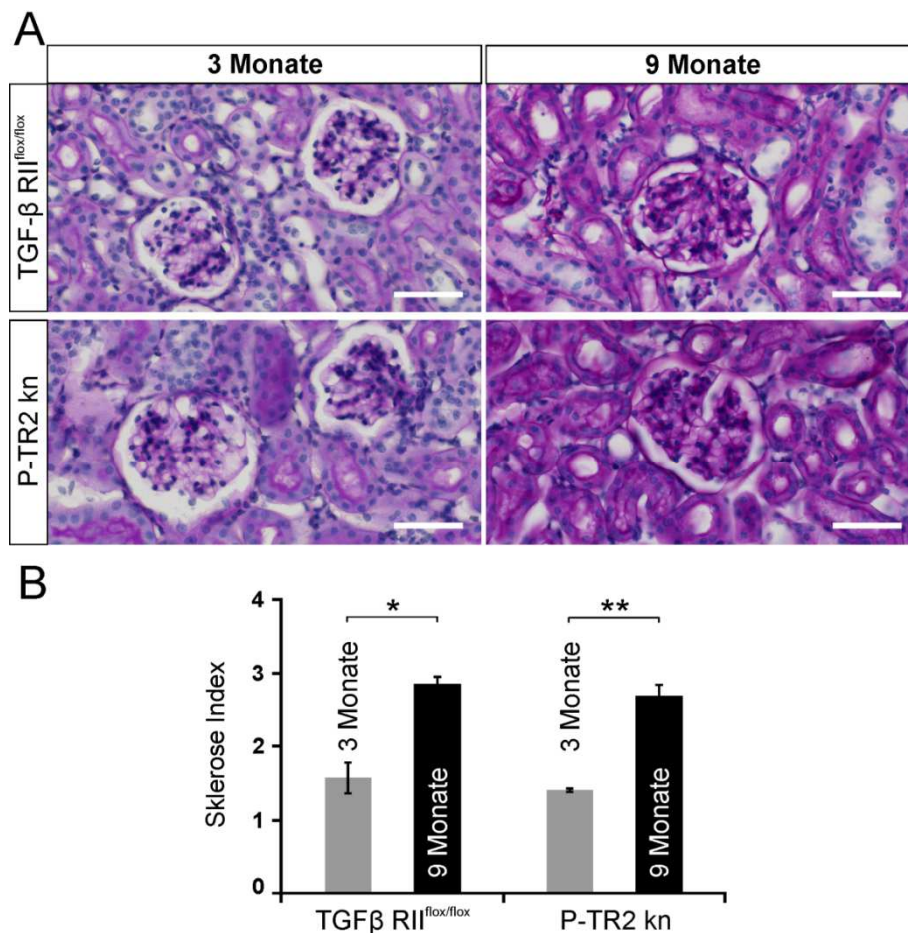 A
3 Monate
9 Monate
TGF-β RII^flox/flox
P-TR2 kn
B
4
3
2
1
0
Sklerose Index
*
**
3 Monate
9 Monate
3 Monate
9 Monate
TGFβ RII^flox/flox
P-TR2 kn